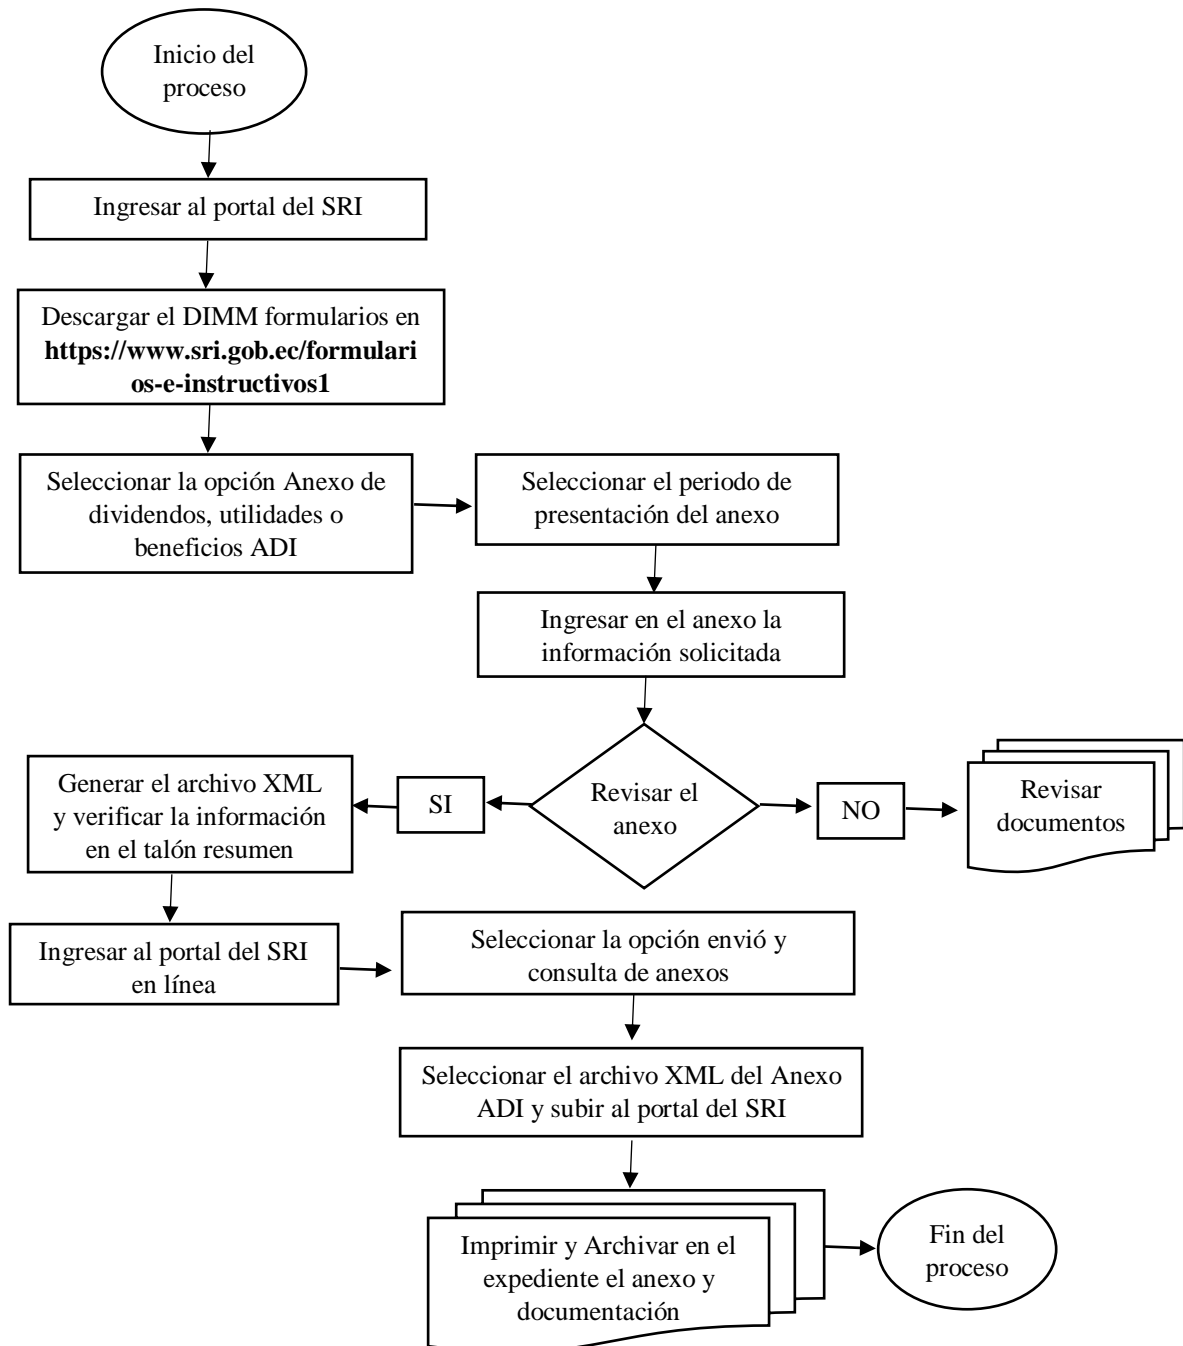 Inicio del
proceso
Ingresar al portal del SRI
Descargar el DIMM formularios en
https://www.sri.gob.ec/formulari
os-e-instructivos1
Seleccionar la opción Anexo de
dividendos, utilidades o
beneficios ADI
Seleccionar el periodo de
presentación del anexo
Ingresar en el anexo la
información solicitada
Revisar el
anexo
SI
NO
Revisar
documentos
Generar el archivo XML
y verificar la información
en el talón resumen
Ingresar al portal del SRI
en línea
Seleccionar la opción envió y
consulta de anexos
Seleccionar el archivo XML del Anexo
ADI y subir al portal del SRI
Imprimir y Archivar en el
expediente el anexo y
documentación
Fin del
proceso